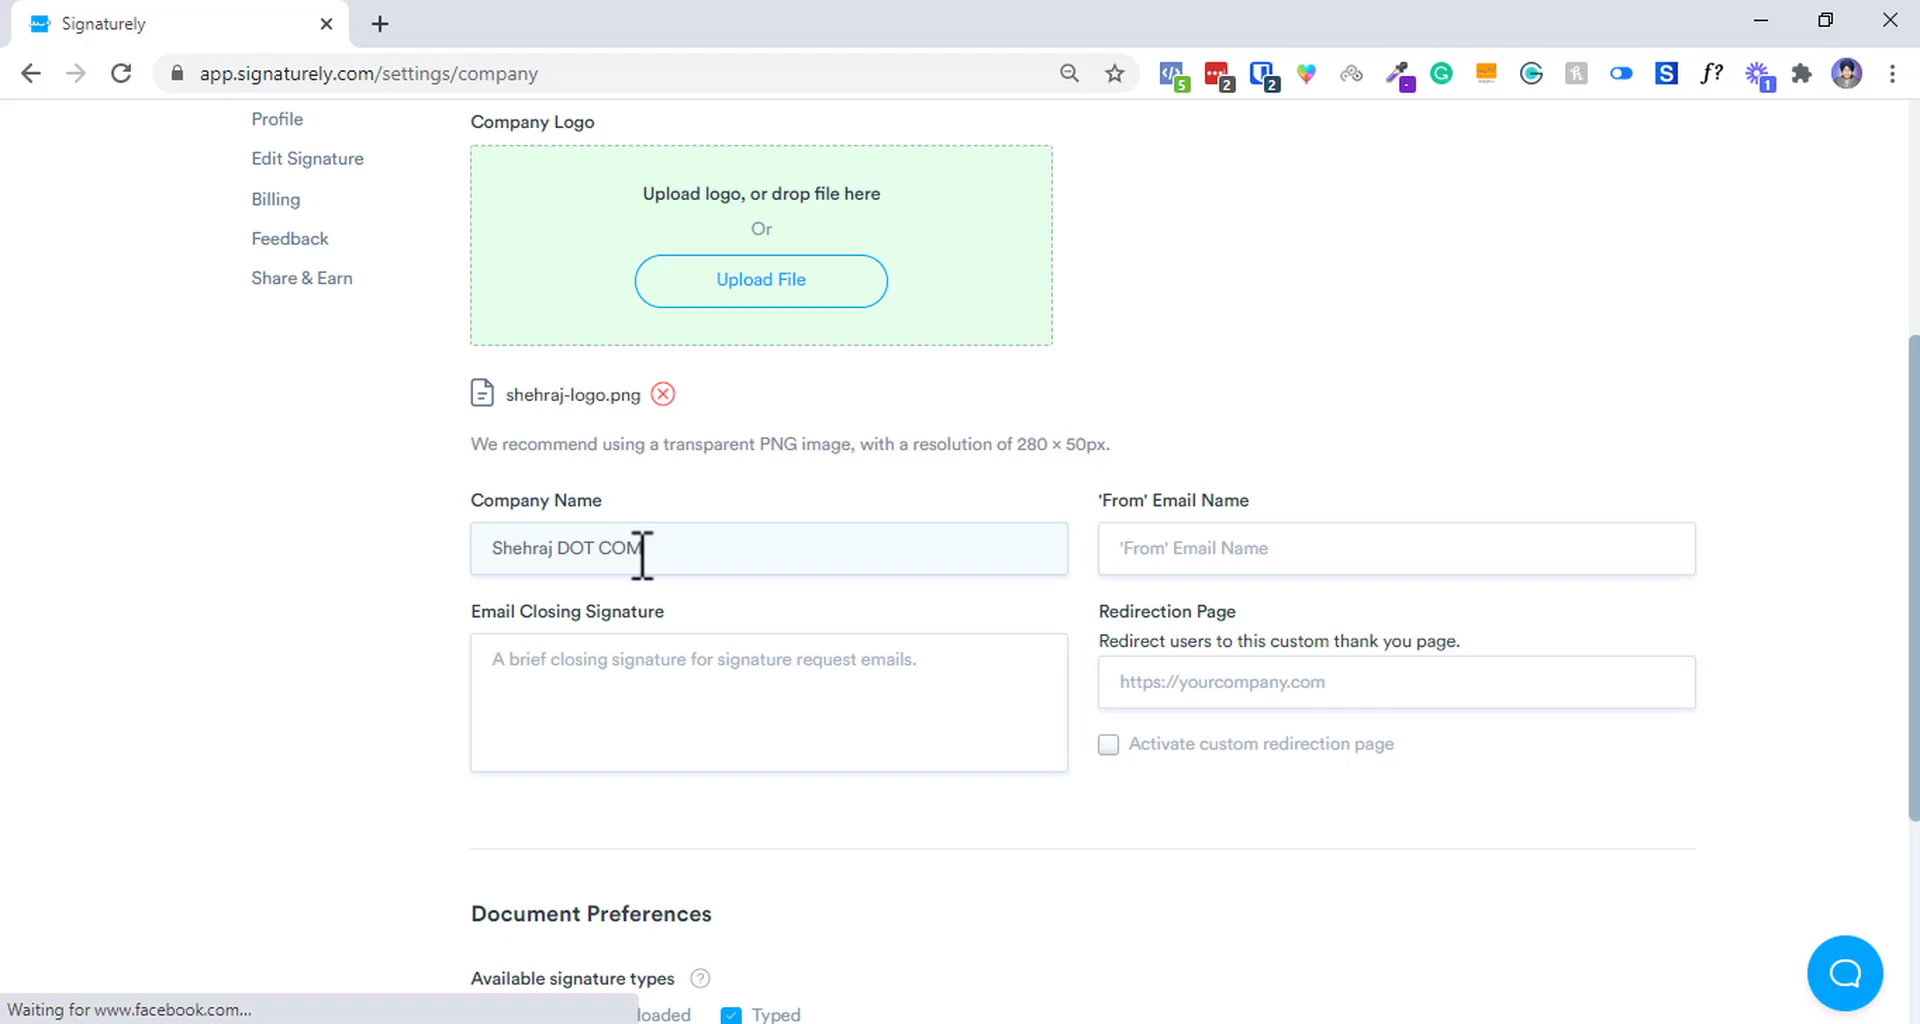 Signaturely
app.signaturely.com/settings/company
5
2
2
f?
1
Profile
Edit Signature
Billing
Feedback
Share & Earn
Company Logo
Upload logo, or drop file here
Or
Upload File
shehraj-logo.png
We recommend using a transparent PNG image, with a resolution of 280 × 50px.
Company Name
'From' Email Name
Shehraj DOT COM
'From' Email Name
Email Closing Signature
Redirection Page
Redirect users to this custom thank you page.
A brief closing signature for signature request emails.
https://yourcompany.com
Activate custom redirection page
Document Preferences
Available signature types
loaded
Typed
Waiting for www.facebook.com...